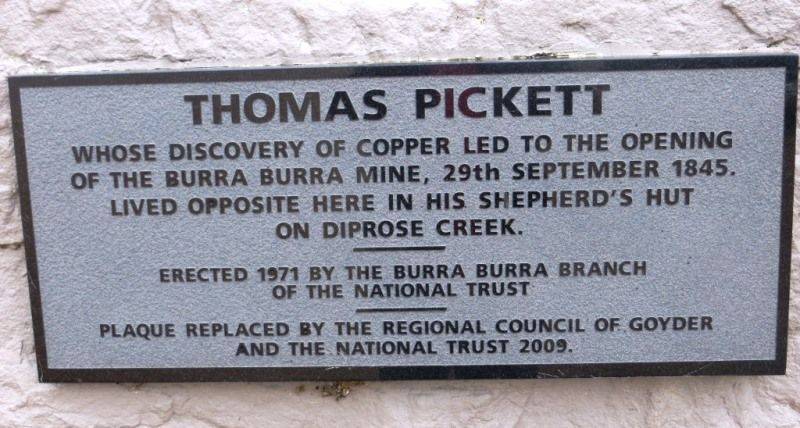 THOMAS PICKETT
WHOSE DISCOVERY OF COPPER LED TO THE OPENING
OF THE BURRA BURRA MINE, 29th SEPTEMBER 1845.
LIVED OPPOSITE HERE IN HIS SHEPHERD'S HUT
ON DIPROSE CREEK.
ERECTED 1971 BY THE BURRA BURRA BRANCH
OF THE NATIONAL TRUST
PLAQUE REPLACED BY THE REGIONAL COUNCIL OF GOYDER
AND THE NATIONAL TRUST 2009.